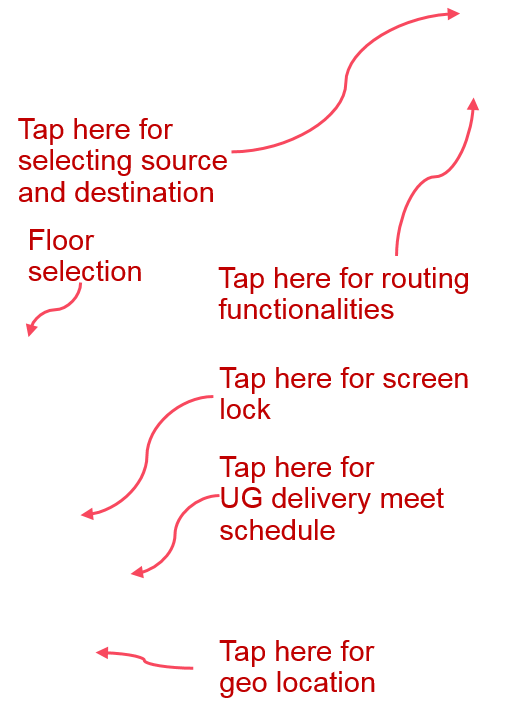 Tap here for
selecting source
and destination
Floor
selection
Tap here for routing
functionalities
Tap here for screen
lock
Tap here for
UG delivery meet
schedule
Tap here for
geo location